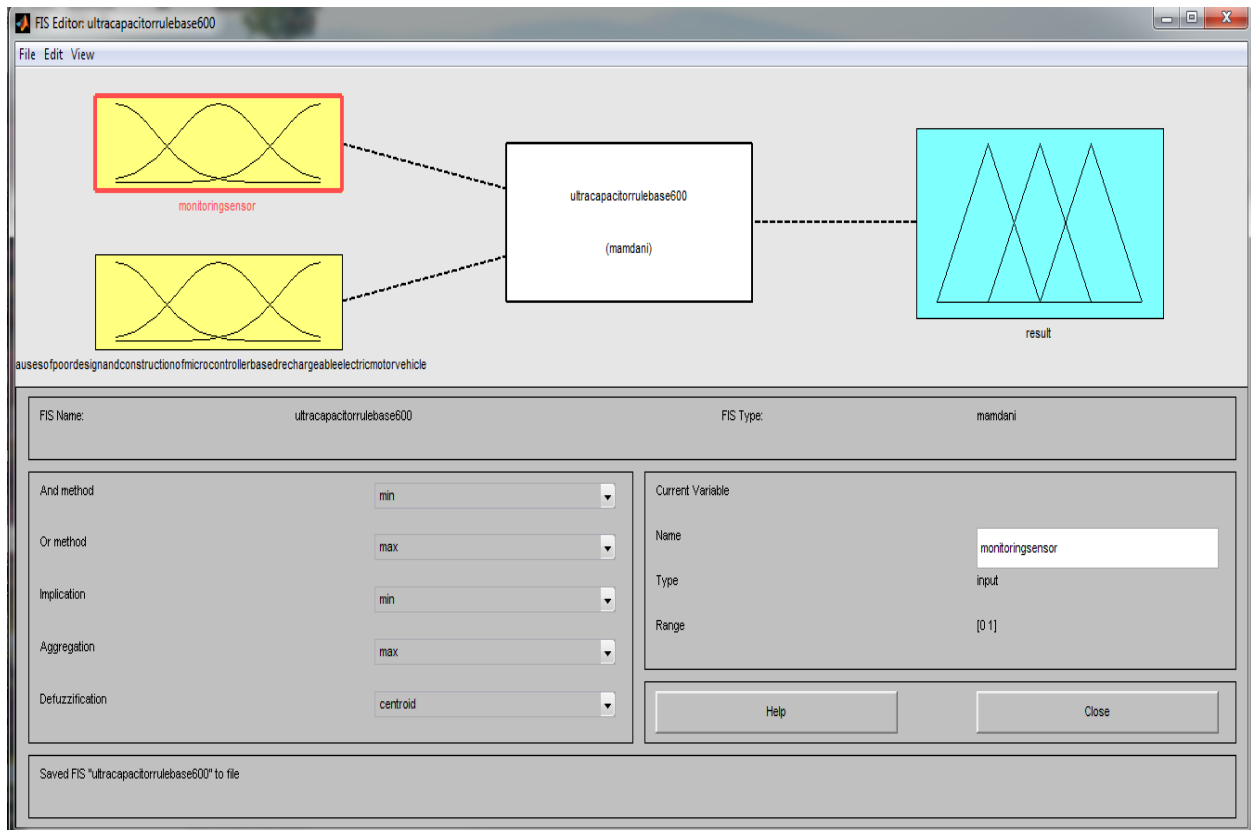 FIS Editor: ultracapacitorrulebase600
File Edit View
monitoringsensor
ultracapacitorrulebase600
(mamdani)
result
ausesofpoordesignandconstructionofmicrocontrollerbasedrechargeableelectricmotorvehicle
FIS Name: ultracapacitorrulebase600 FIS Type: mamdani
And method min
Or method max
Implication min
Aggregation max
Defuzzification centroid
Current Variable
Name monitoringsensor
Type input
Range [0 1]
Help Close
Saved FIS "ultracapacitorrulebase600" to file